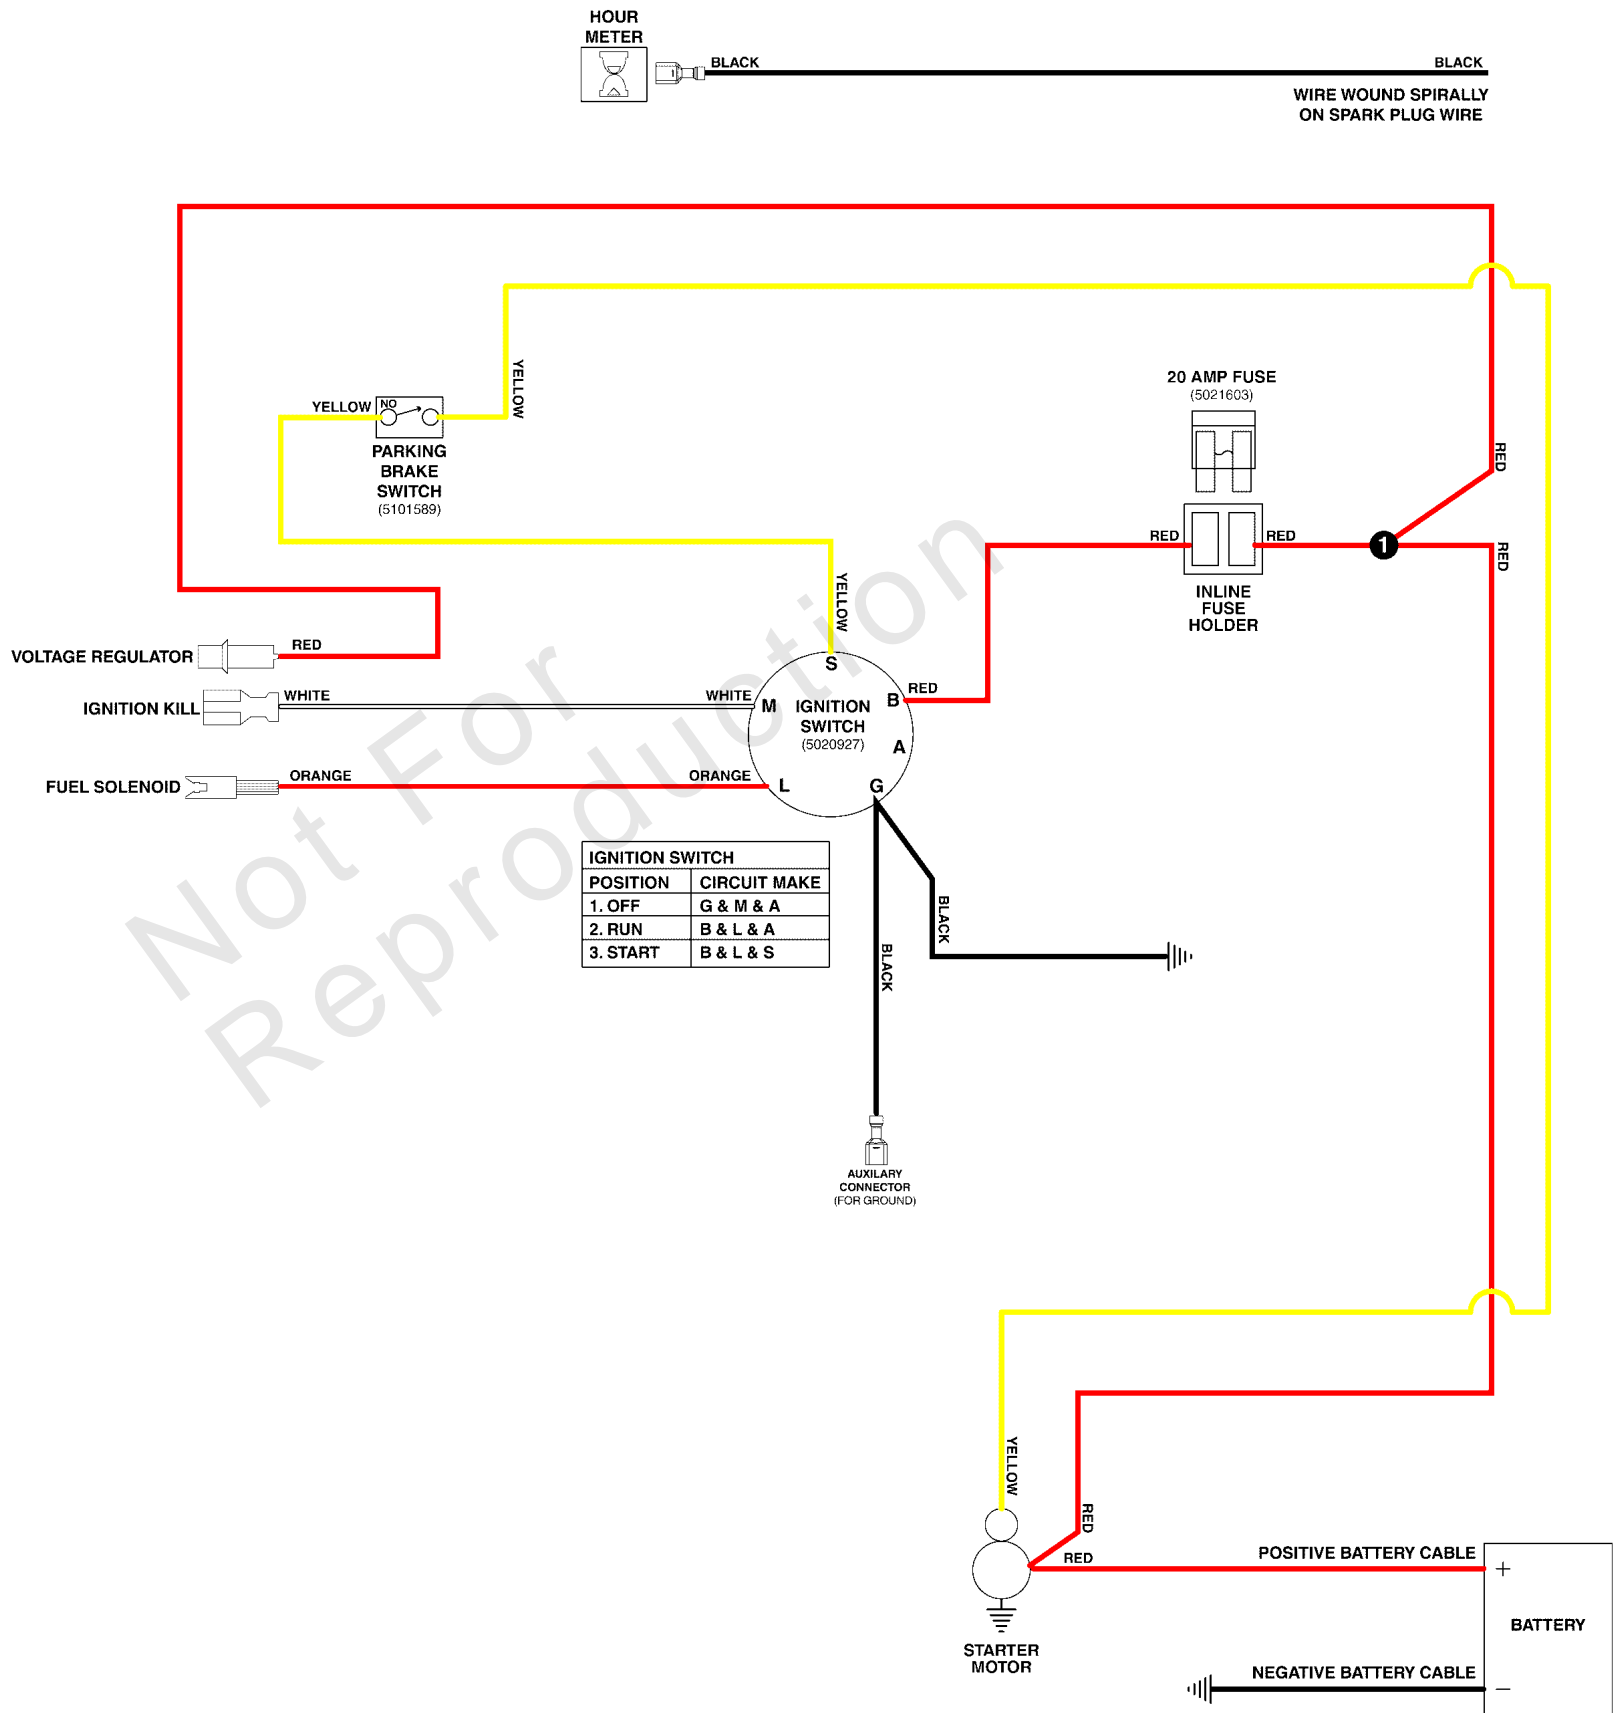 HOUR
METER
BLACK
BLACK
WIRE WOUND SPIRALLY
ON SPARK PLUG WIRE
YELLOW
NO
YELLOW
PARKING
BRAKE
SWITCH
(5101589)
20 AMP FUSE
(5021603)
RED
RED
RED
1
RED
INLINE
FUSE
HOLDER
YELLOW
VOLTAGE REGULATOR
RED
IGNITION KILL
WHITE
WHITE
FUEL SOLENOID
ORANGE
ORANGE
S
M
B
RED
IGNITION
SWITCH
(5020927)
A
L
G
IGNITION SWITCH
POSITION CIRCUIT MAKE
1. OFF G & M & A
2. RUN B & L & A
3. START B & L & S
BLACK
BLACK
AUXILARY
CONNECTOR
(FOR GROUND)
Not For
Reproduction
YELLOW
RED
RED
POSITIVE BATTERY CABLE
+
BATTERY
STARTER
MOTOR
NEGATIVE BATTERY CABLE
–